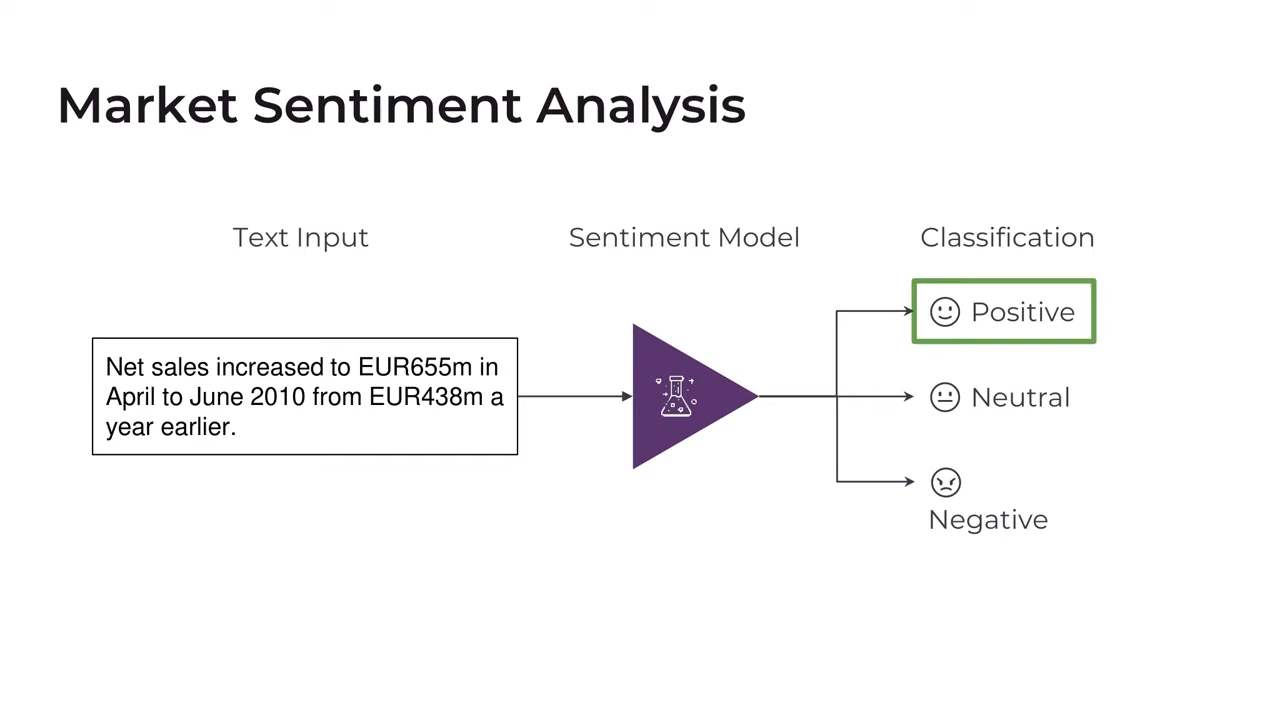 Market Sentiment Analysis
Text Input
Sentiment Model
Classification
Net sales increased to EUR655m in
April to June 2010 from EUR438m a
year earlier.
Positive
Neutral
Negative